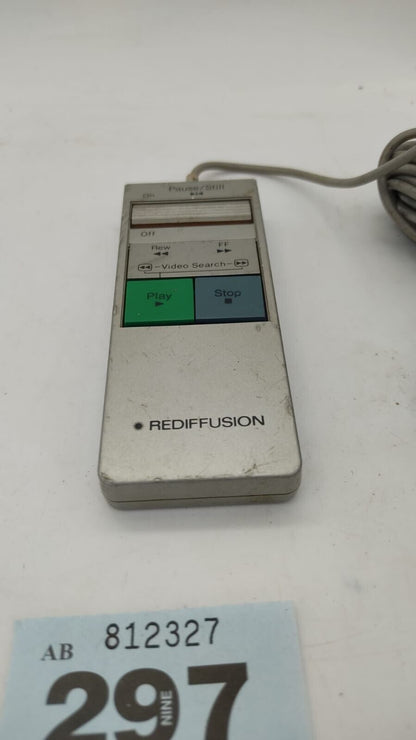 Pause/Still
On
Off
Rew FF
Video Search
Play Stop
REDIFFUSION
AB 812327
297
NINE